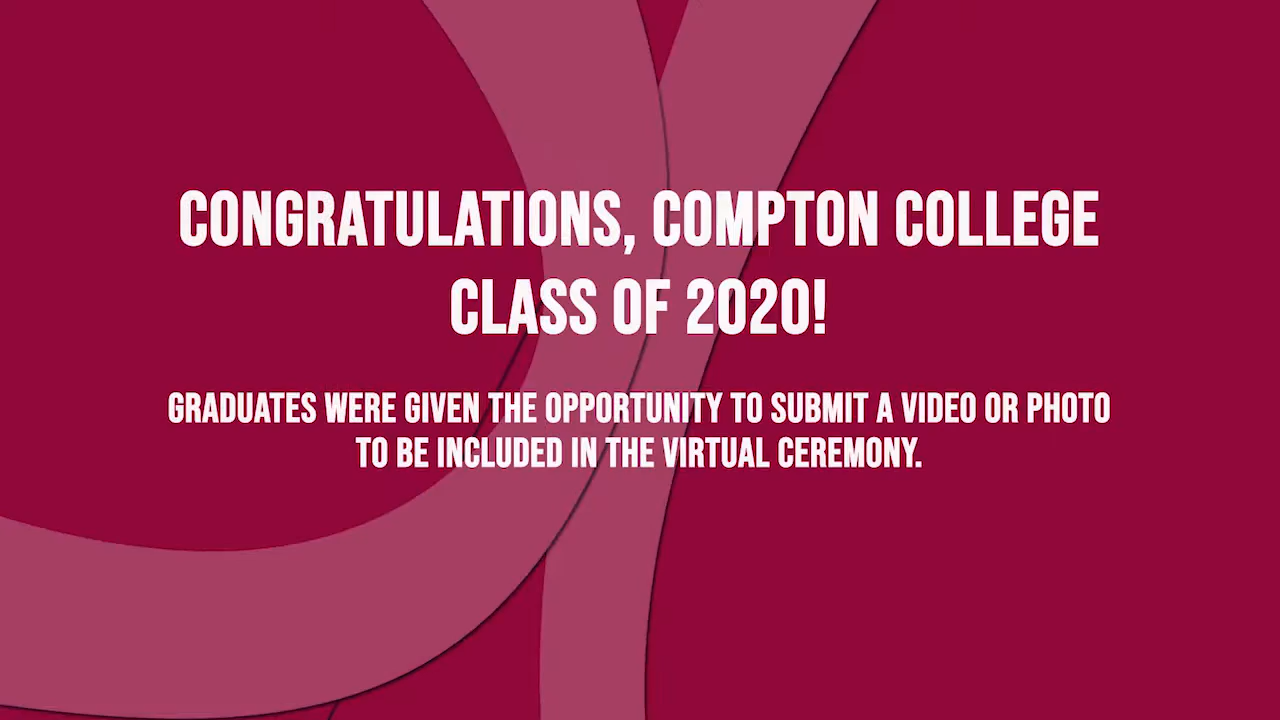 CONGRATULATIONS, COMPTON COLLEGE
CLASS OF 2020!
GRADUATES WERE GIVEN THE OPPORTUNITY TO SUBMIT A VIDEO OR PHOTO
TO BE INCLUDED IN THE VIRTUAL CEREMONY.